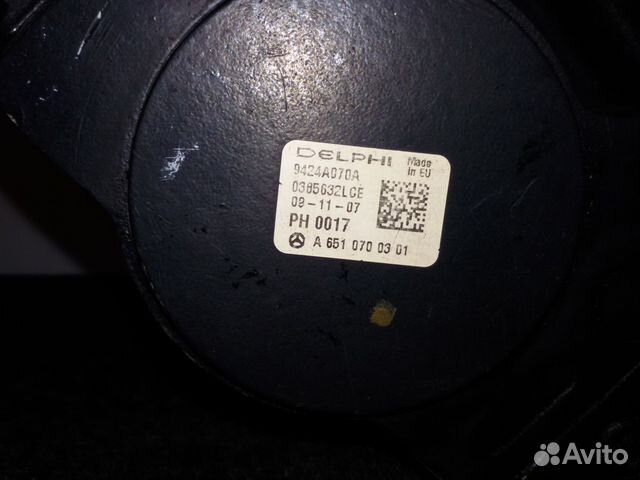 DELPHI Made in EU
9424A070A
0385632LCE
09-11-07
PH 0017
A 651 070 03 01
Avito